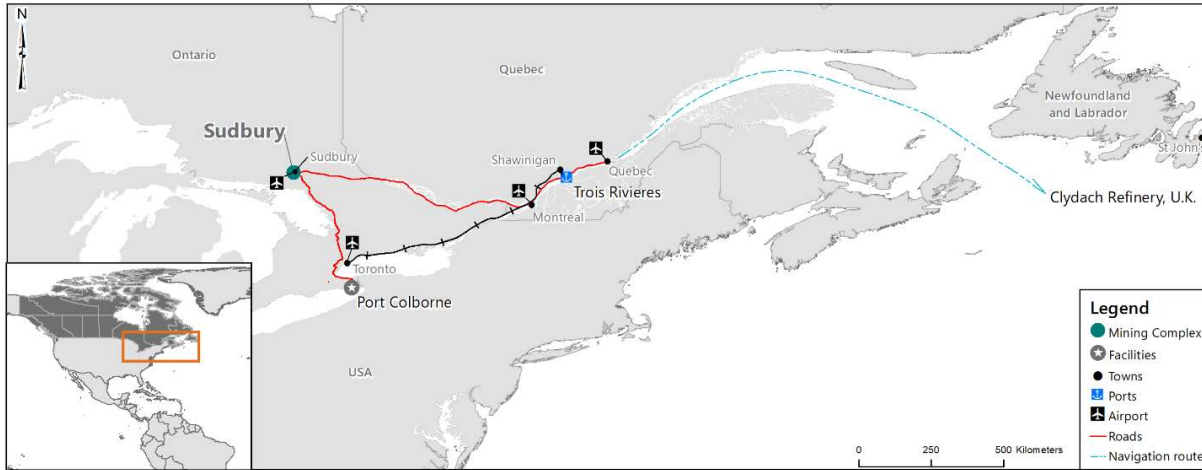 N
Ontario
Quebec
Newfoundland
and Labrador
St John's
Sudbury
Sudbury
Shawinigan
Quebec
Trois Rivieres
Montreal
Clydach Refinery, U.K.
Toronto
Port Colborne
USA
Legend
Mining Complex
Facilities
Towns
Ports
Airport
Roads
Navigation route
0 250 500 Kilometers